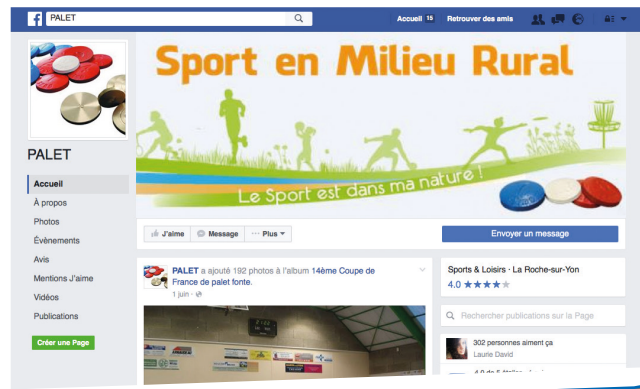 PALET
Accueil 15
Retrouver des amis
Sport en Milieu Rural
Le Sport est dans ma nature !
PALET
Accueil
À propos
Photos
Évènements
Avis
Mentions J'aime
Vidéos
Publications
Créer une Page
J'aime
Message
Plus
Envoyer un message
PALET a ajouté 192 photos à l'album 14ème Coupe de
France de palet fonte.
1 juin
Sports & Loisirs · La Roche-sur-Yon
4.0 ★★★★★
Rechercher publications sur la Page
302 personnes aiment ça
Laurie David